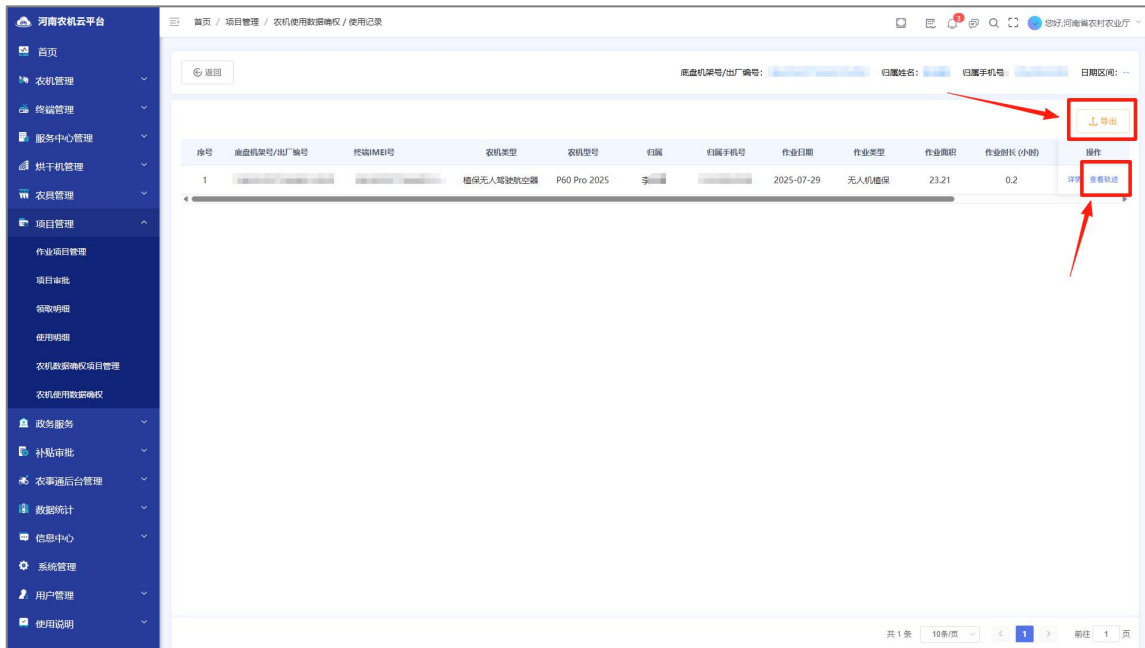 河南农机云平台
首页 / 项目管理 / 农机使用数据确权 / 使用记录
3
您好,河南省农村农业厅
首页
农机管理
终端管理
服务中心管理
烘干机管理
农具管理
项目管理
作业项目管理
项目审批
领取明细
使用明细
农机数据确权项目管理
农机使用数据确权
政务服务
补贴审批
农事通后台管理
数据统计
信息中心
系统管理
用户管理
使用说明
返回
底盘机架号/出厂编号: 归属姓名: 归属手机号 日期区间: --
导出
序号 底盘机架号/出厂编号 终端IMEI号 农机类型 农机型号 归属 归属手机号 作业日期 作业类型 作业面积 作业时长 (小时) 操作
1 植保无人驾驶航空器 P60 Pro 2025 李 2025-07-29 无人机植保 23.21 0.2 详情 查看轨迹
共 1 条 10条/页 1 前往 1 页